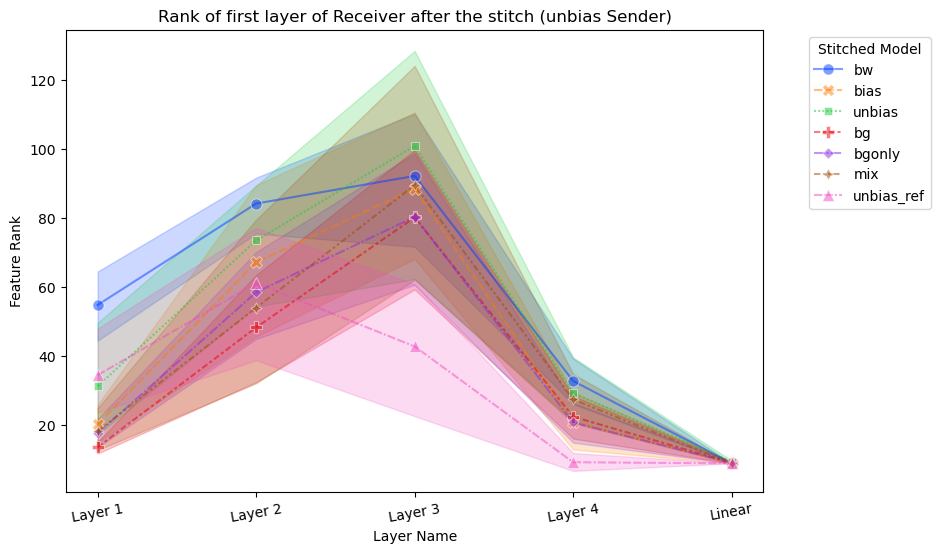 Rank of first layer of Receiver after the stitch (unbias Sender)
Feature Rank
120
100
80
60
40
20
Layer 1
Layer 2
Layer 3
Layer 4
Linear
Layer Name
Stitched Model
bw
bias
unbias
bg
bgonly
mix
unbias_ref